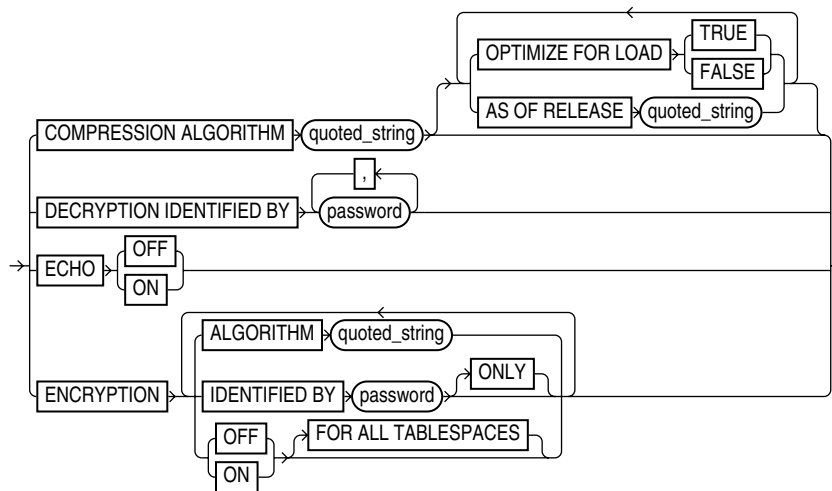 TRUE
OPTIMIZE FOR LOAD
FALSE
AS OF RELEASE quoted_string
COMPRESSION ALGORITHM quoted_string
,
DECRYPTION IDENTIFIED BY password
OFF
ECHO
ON
ALGORITHM quoted_string
ONLY
ENCRYPTION IDENTIFIED BY password
FOR ALL TABLESPACES
OFF
ON